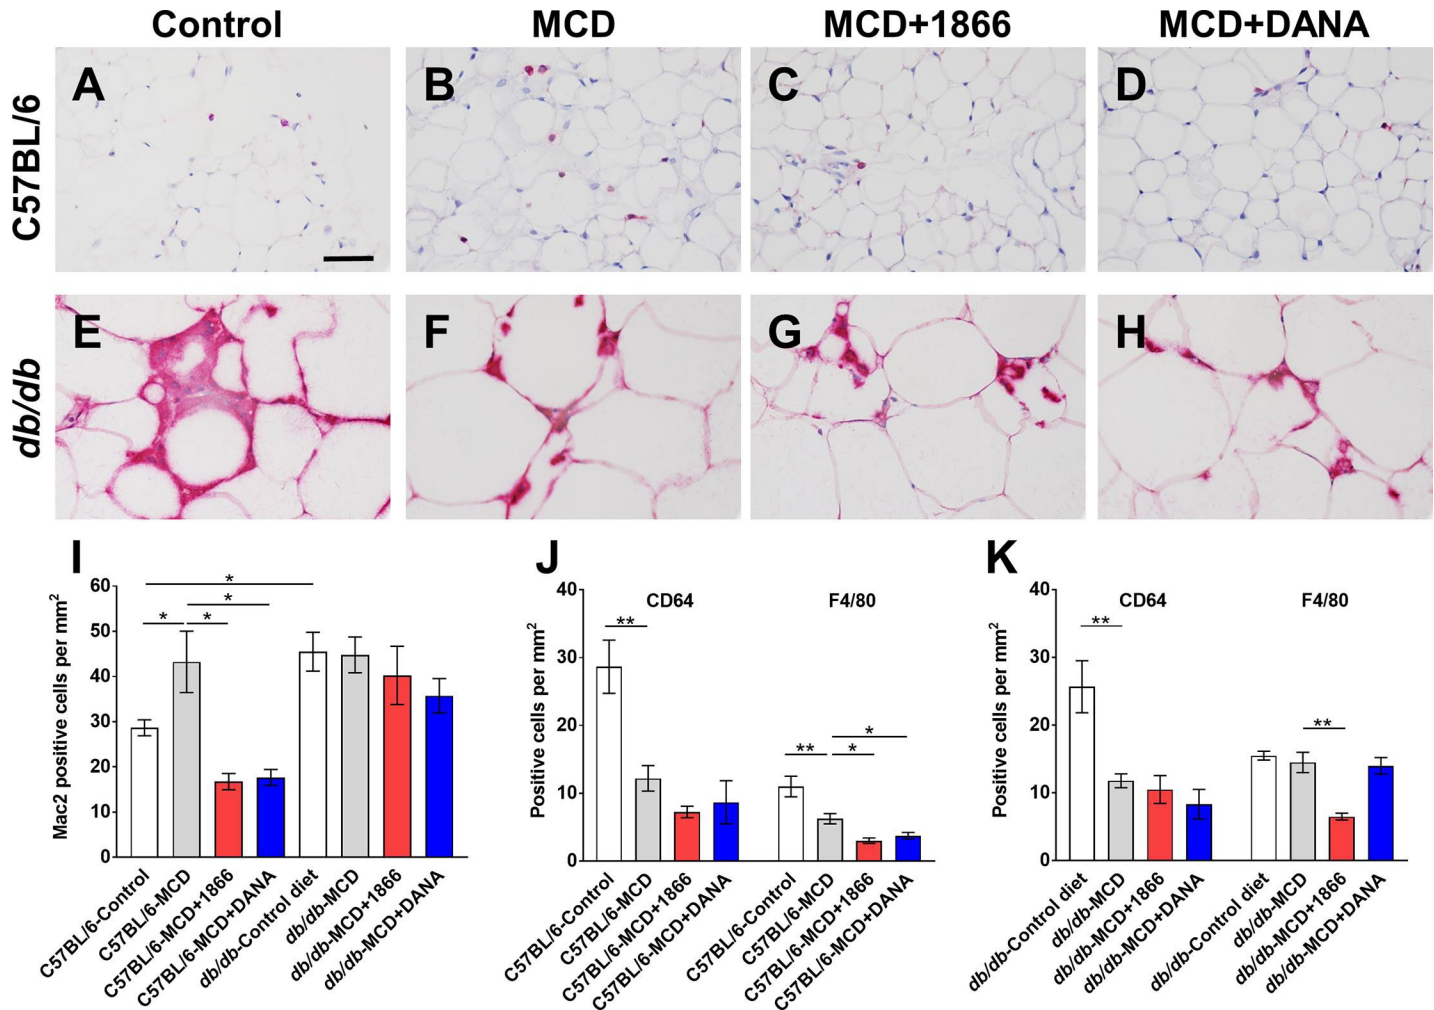 Control
MCD
MCD+1866
MCD+DANA
C57BL/6
A
B
C
D
db/db
E
F
G
H
I
Mac2 positive cells per mm2
60
50
40
30
20
10
0
*
*
*
*
C57BL/6-Control
C57BL/6-MCD
C57BL/6-MCD+1866
C57BL/6-MCD+DANA
db/db-Control diet
db/db-MCD
db/db-MCD+1866
db/db-MCD+DANA
J
Positive cells per mm2
40
30
20
10
0
CD64
F4/80
**
**
*
*
C57BL/6-Control
C57BL/6-MCD
C57BL/6-MCD+1866
C57BL/6-MCD+DANA
C57BL/6-Control
C57BL/6-MCD
C57BL/6-MCD+1866
C57BL/6-MCD+DANA
K
Positive cells per mm2
40
30
20
10
0
CD64
F4/80
**
**
db/db-Control diet
db/db-MCD
db/db-MCD+1866
db/db-MCD+DANA
db/db-Control diet
db/db-MCD
db/db-MCD+1866
db/db-MCD+DANA